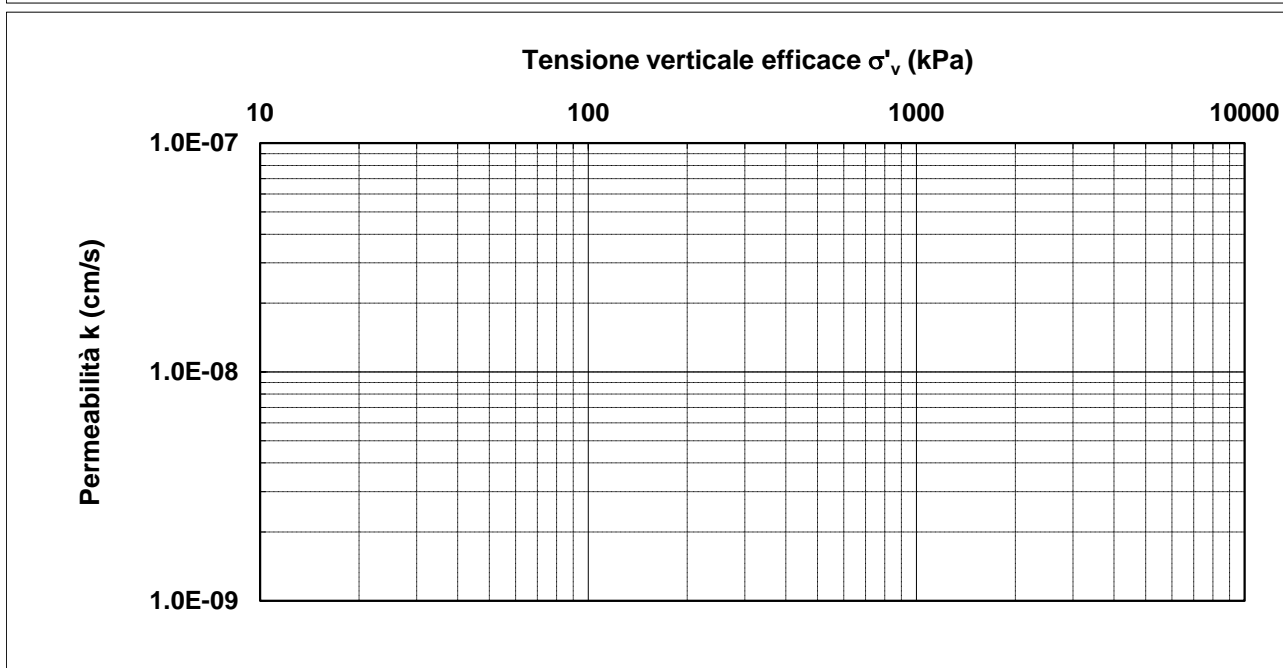 Tensione verticale efficace σ'v (kPa)
10 100 1000 10000
1.0E-07
1.0E-08
1.0E-09
Permeabilità k (cm/s)